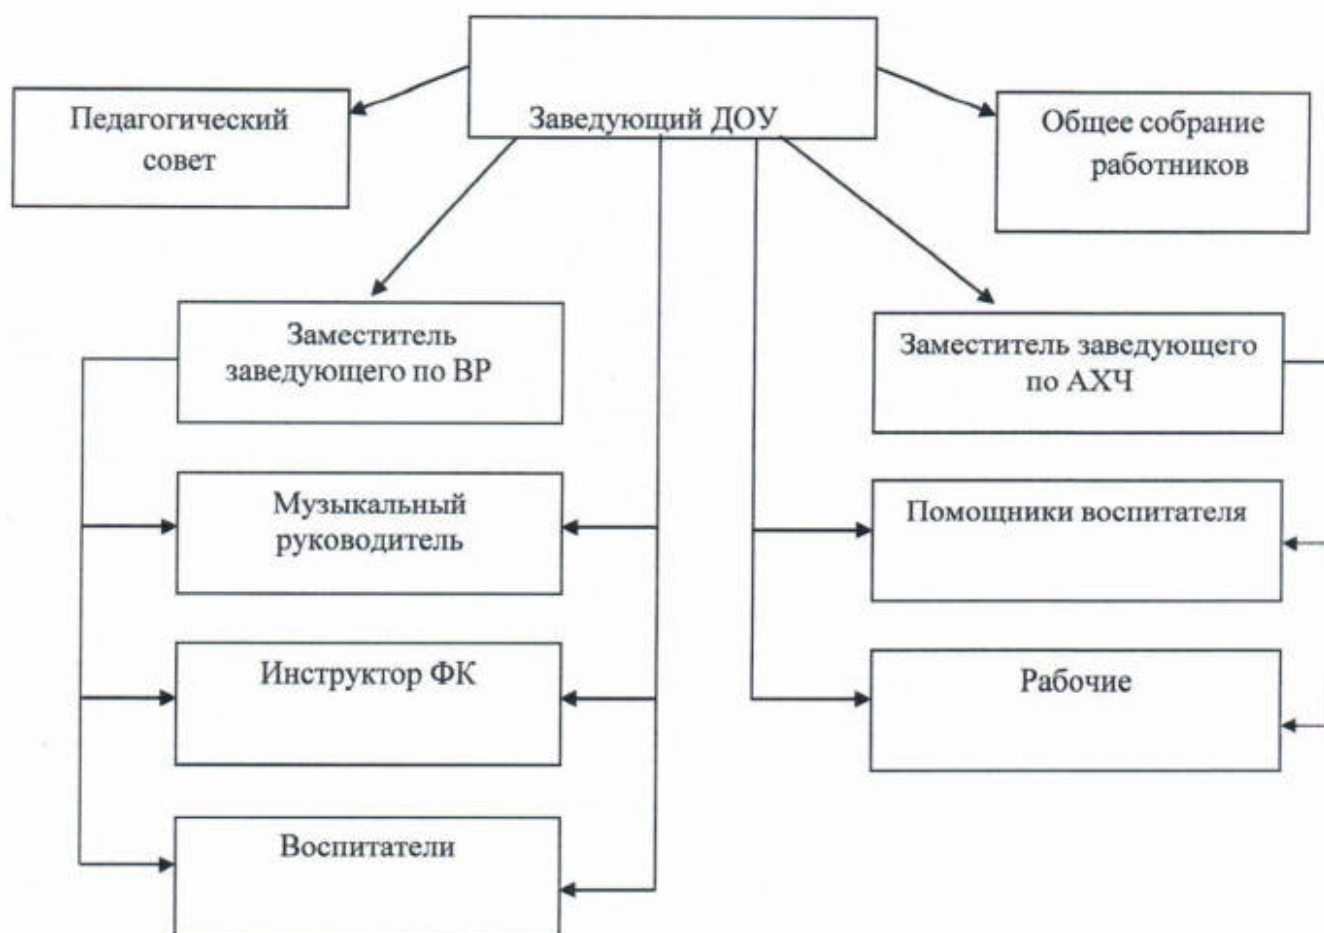 Заведующий ДОУ
Педагогический
совет
Общее собрание
работников
Заместитель
заведующего по ВР
Заместитель заведующего
по АХЧ
Музыкальный
руководитель
Помощники воспитателя
Инструктор ФК
Рабочие
Воспитатели